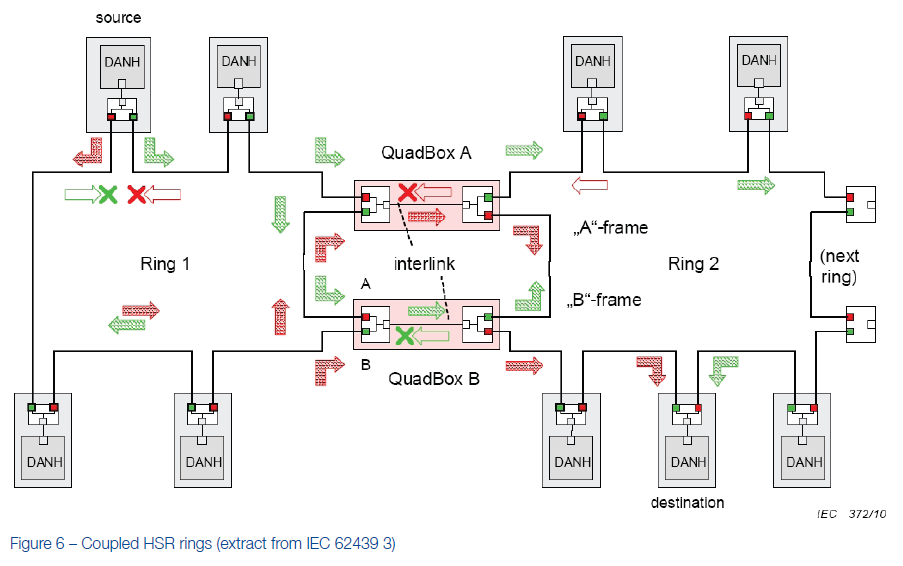 source
DANH
DANH
DANH
DANH
QuadBox A
„A“-frame
Ring 1
interlink
Ring 2
(next
ring)
A
„B“-frame
B
QuadBox B
DANH
DANH
DANH
DANH
DANH
destination
IEC 372/10
Figure 6 – Coupled HSR rings (extract from IEC 62439 3)